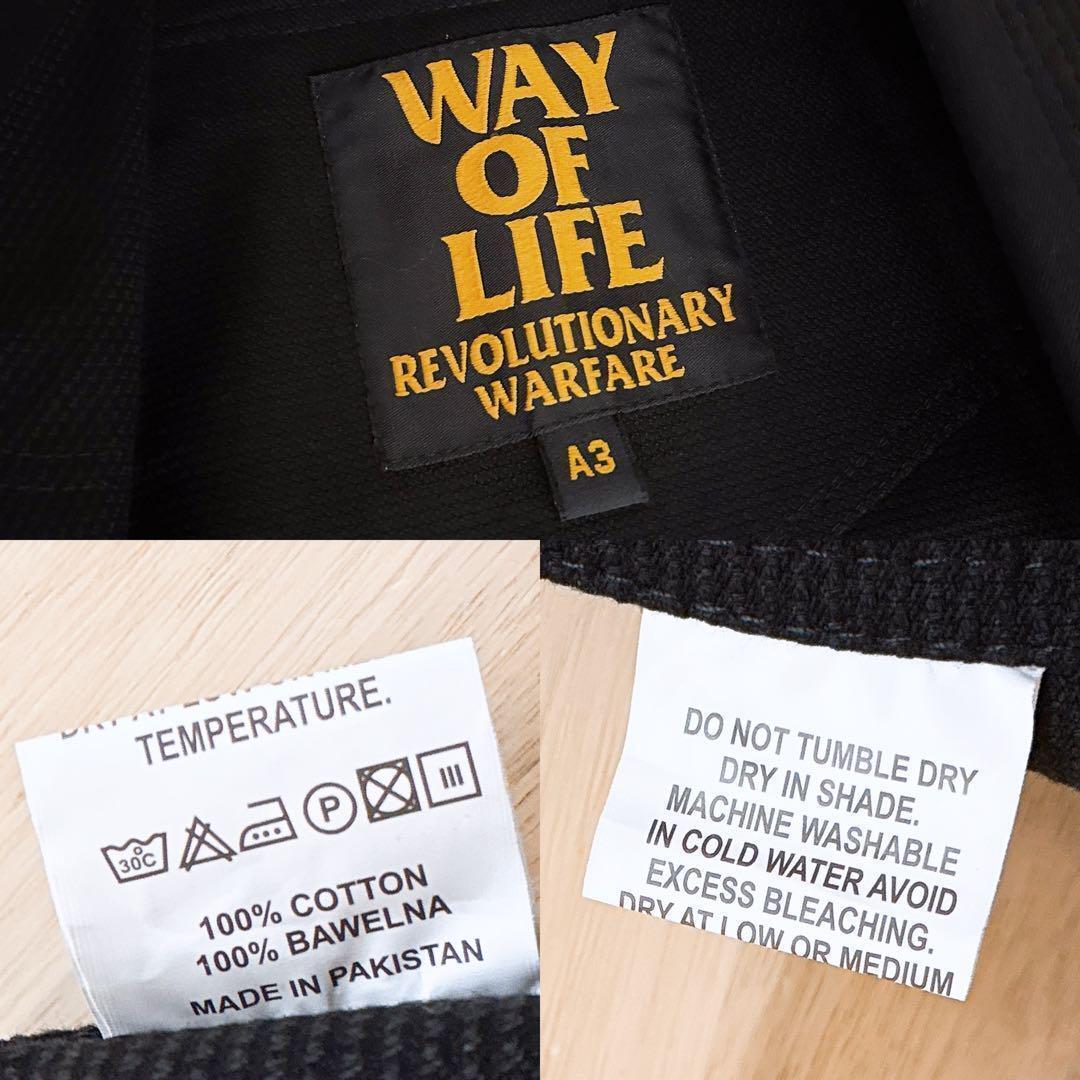 WAY
OF
LIFE
REVOLUTIONARY
WARFARE
A3
TEMPERATURE.
30°C
P
100% COTTON
100% BAWELNA
MADE IN PAKISTAN
DO NOT TUMBLE DRY
DRY IN SHADE.
MACHINE WASHABLE
IN COLD WATER AVOID
EXCESS BLEACHING.
DRY AT LOW OR MEDIUM